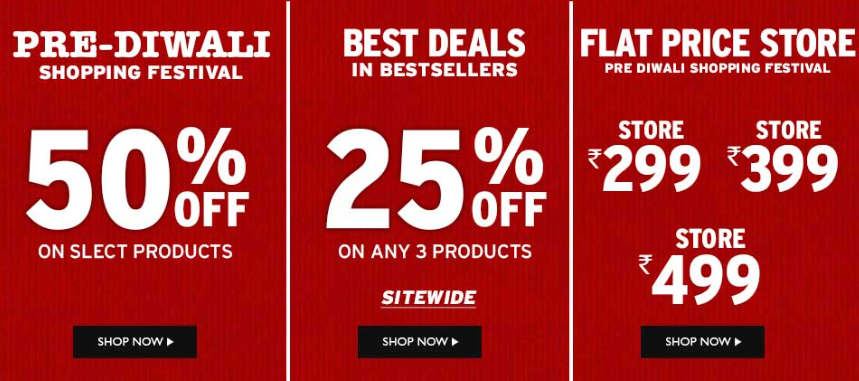 PRE-DIWALI
SHOPPING FESTIVAL
50% OFF
ON SLECT PRODUCTS
SHOP NOW
BEST DEALS
IN BESTSELLERS
25% OFF
ON ANY 3 PRODUCTS
SITEWIDE
SHOP NOW
FLAT PRICE STORE
PRE DIWALI SHOPPING FESTIVAL
STORE
₹299
STORE
₹399
STORE
₹499
SHOP NOW